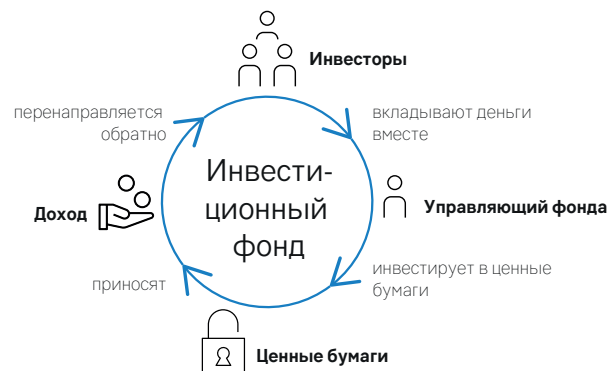 Инвесторы
перенаправляется
обратно
вкладывают деньги
вместе
Инвести-
ционный
фонд
Доход
Управляющий фонда
приносят
инвестирует в ценные
бумаги
Ценные бумаги